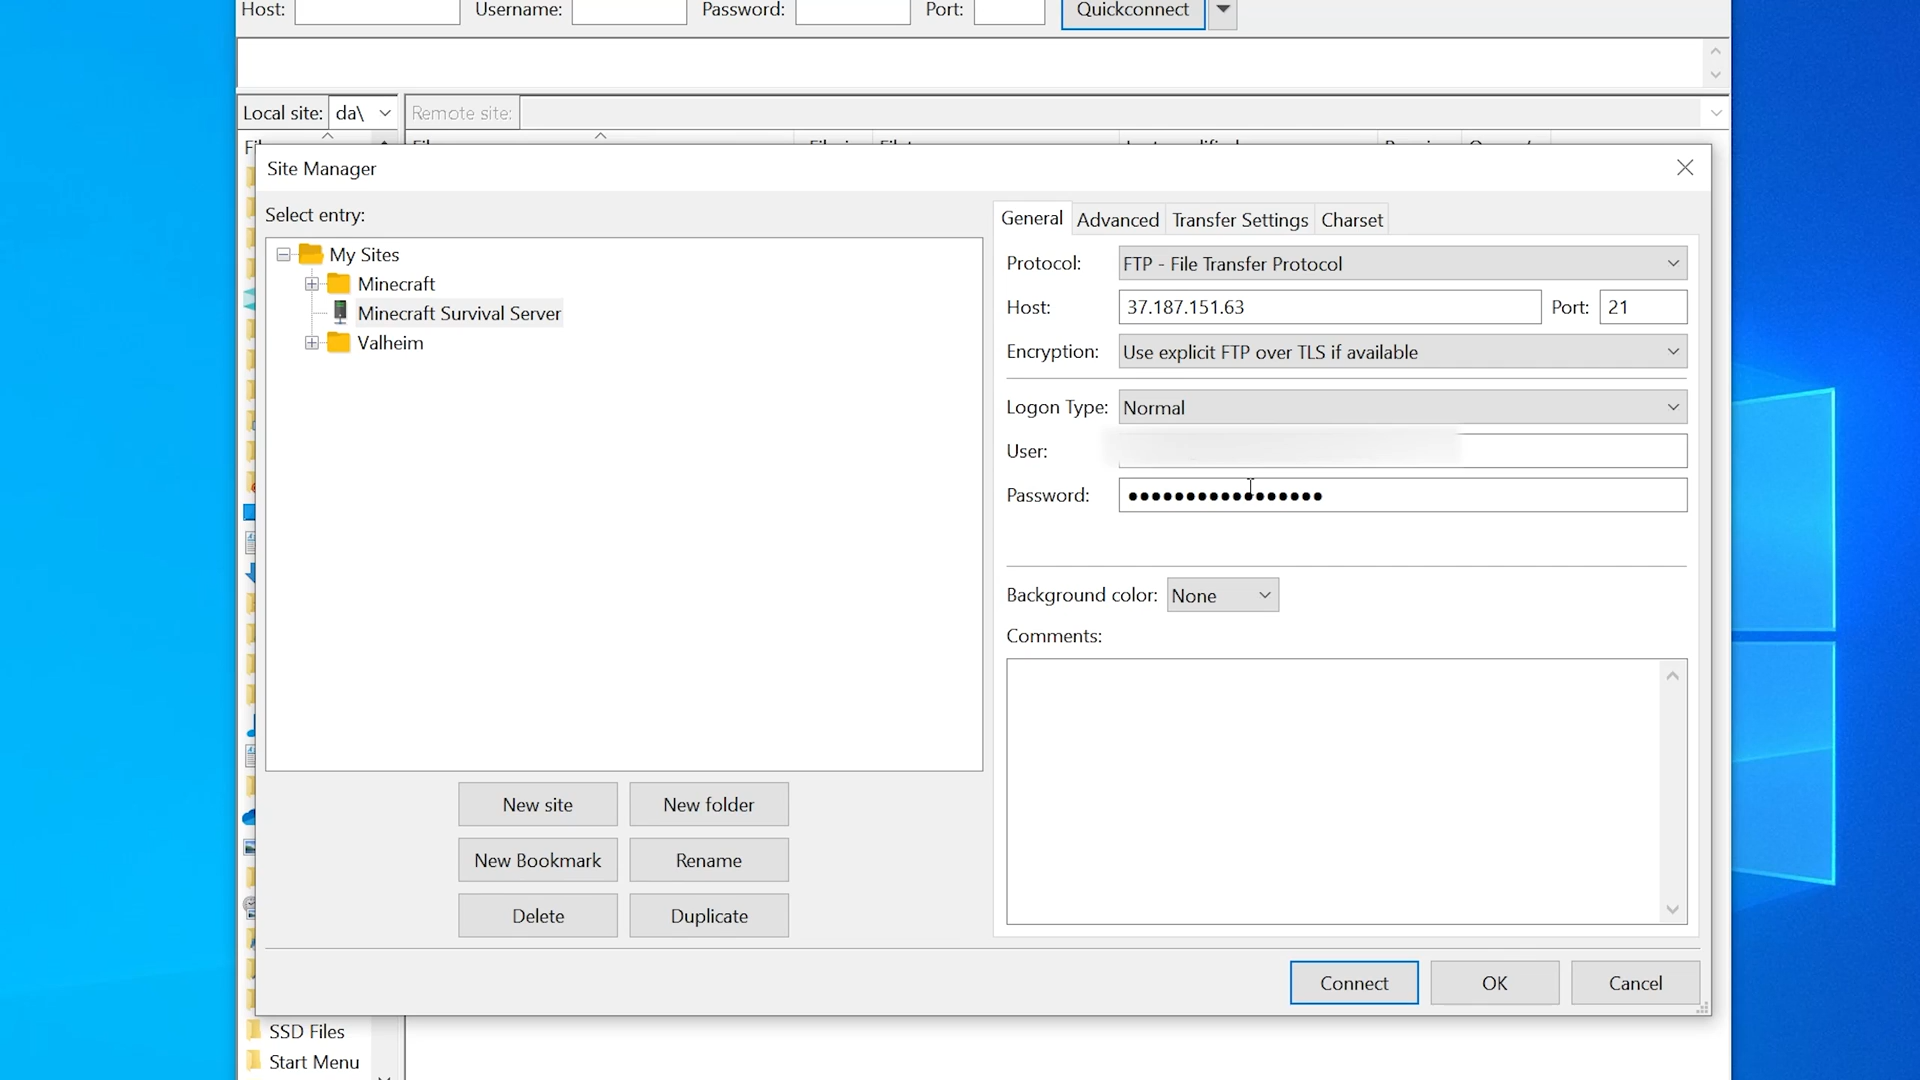 Host: Username: Password: Port: Quickconnect
Local site: da\ Remote site:
Site Manager
Select entry:
My Sites
Minecraft
Minecraft Survival Server
Valheim
New site New folder
New Bookmark Rename
Delete Duplicate
General Advanced Transfer Settings Charset
Protocol: FTP - File Transfer Protocol
Host: 37.187.151.63 Port: 21
Encryption: Use explicit FTP over TLS if available
Logon Type: Normal
User:
Password: •••••••••••••••••
Background color: None
Comments:
Connect OK Cancel
SSD Files
Start Menu